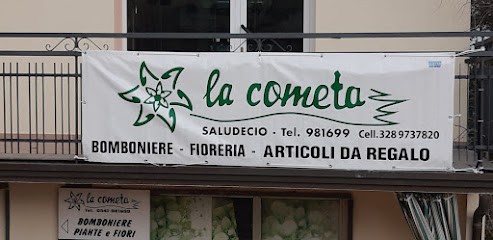 la cometa
SALUDECIO - Tel. 981699 Cell. 328 9737820
BOMBONIERE - FIORERIA - ARTICOLI DA REGALO
la cometa
BOMBONIERE
PIANTE e FIORI